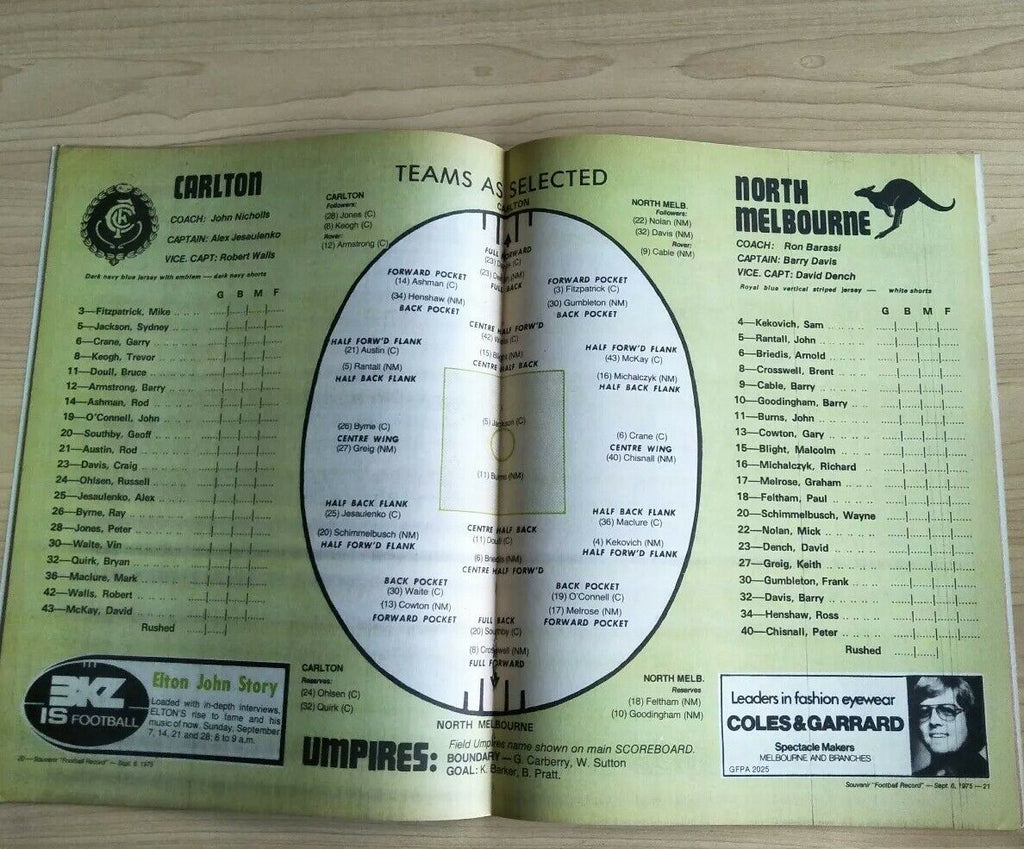 CARLTON
COACH: John Nicholls
CAPTAIN: Alex Jesaulenko
VICE. CAPT: Robert Walls
Dark navy blue jersey with emblem — dark navy shorts
G B M F
3—Fitzpatrick, Mike
5—Jackson, Sydney
6—Crane, Garry
8—Keogh, Trevor
11—Doull, Bruce
12—Armstrong, Barry
14—Ashman, Rod
19—O'Connell, John
20—Southby, Geoff
21—Austin, Rod
23—Davis, Craig
24—Ohlsen, Russell
25—Jesaulenko, Alex
26—Byrne, Ray
28—Jones, Peter
30—Waite, Vin
32—Quirk, Bryan
36—Maclure, Mark
42—Walls, Robert
43—McKay, David
Rushed
3KZ
IS FOOTBALL
Elton John Story
Loaded with in-depth interviews,
ELTON'S rise to fame and his
music of now. Sunday, September
7, 14, 21 and 28: 8 to 9 a.m.
20 — Souvenir "Football Record" — Sept. 6, 1975
TEAMS AS SELECTED
CARLTON
Followers:
(28) Jones (C)
(8) Keogh (C)
Rover:
(12) Armstrong (C)
NORTH MELB.
Followers:
(22) Nolan (NM)
(32) Davis (NM)
Rover:
(9) Cable (NM)
CARLTON
FULL FORWARD
(23)
(23)
FULL BACK
FORWARD POCKET
(14) Ashman (C)
(34) Henshaw (NM)
BACK POCKET
FORWARD POCKET
(3) Fitzpatrick (C)
(30) Gumbleton (NM)
BACK POCKET
CENTRE HALF FORW'D
(42) Walls (C)
(15) Blight (NM)
CENTRE HALF BACK
HALF FORW'D FLANK
(21) Austin (C)
(5) Rantall (NM)
HALF BACK FLANK
HALF FORW'D FLANK
(43) McKay (C)
(16) Michalczyk (NM)
HALF BACK FLANK
(26) Byrne (C)
CENTRE WING
(27) Greig (NM)
(5) Jackson (C)
(11) Burns (NM)
(6) Crane (C)
CENTRE WING
(40) Chisnall (NM)
HALF BACK FLANK
(25) Jesaulenko (C)
(20) Schimmelbusch (NM)
HALF FORW'D FLANK
CENTRE HALF BACK
(11) Doull (C)
(6) Briedis (NM)
CENTRE HALF FORW'D
HALF BACK FLANK
(36) Maclure (C)
(4) Kekovich (NM)
HALF FORW'D FLANK
BACK POCKET
(30) Waite (C)
(13) Cowton (NM)
FORWARD POCKET
BACK POCKET
(19) O'Connell (C)
(17) Melrose (NM)
FORWARD POCKET
FULL BACK
(20) Southby (C)
(8) Crosswell (NM)
FULL FORWARD
NORTH MELBOURNE
CARLTON
Reserves:
(24) Ohlsen (C)
(32) Quirk (C)
NORTH MELB.
Reserves
(18) Feltham (NM)
(10) Goodingham (NM)
UMPIRES:
Field Umpires name shown on main SCOREBOARD.
BOUNDARY — G. Carberry, W. Sutton
GOAL: K. Barker, B. Pratt.
NORTH
MELBOURNE
COACH: Ron Barassi
CAPTAIN: Barry Davis
VICE. CAPT: David Dench
Royal blue vertical striped jersey — white shorts
G B M F
4—Kekovich, Sam
5—Rantall, John
6—Briedis, Arnold
8—Crosswell, Brent
9—Cable, Barry
10—Goodingham, Barry
11—Burns, John
13—Cowton, Gary
15—Blight, Malcolm
16—Michalczyk, Richard
17—Melrose, Graham
18—Feltham, Paul
20—Schimmelbusch, Wayne
22—Nolan, Mick
23—Dench, David
27—Greig, Keith
30—Gumbleton, Frank
32—Davis, Barry
34—Henshaw, Ross
40—Chisnall, Peter
Rushed
Leaders in fashion eyewear
COLES & GARRARD
Spectacle Makers
MELBOURNE AND BRANCHES
GFPA 2025
Souvenir "Football Record" — Sept. 6, 1975 — 21